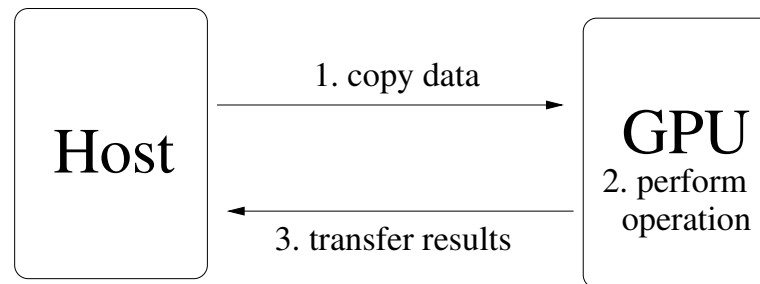 1. copy data
Host
GPU
2. perform
operation
3. transfer results